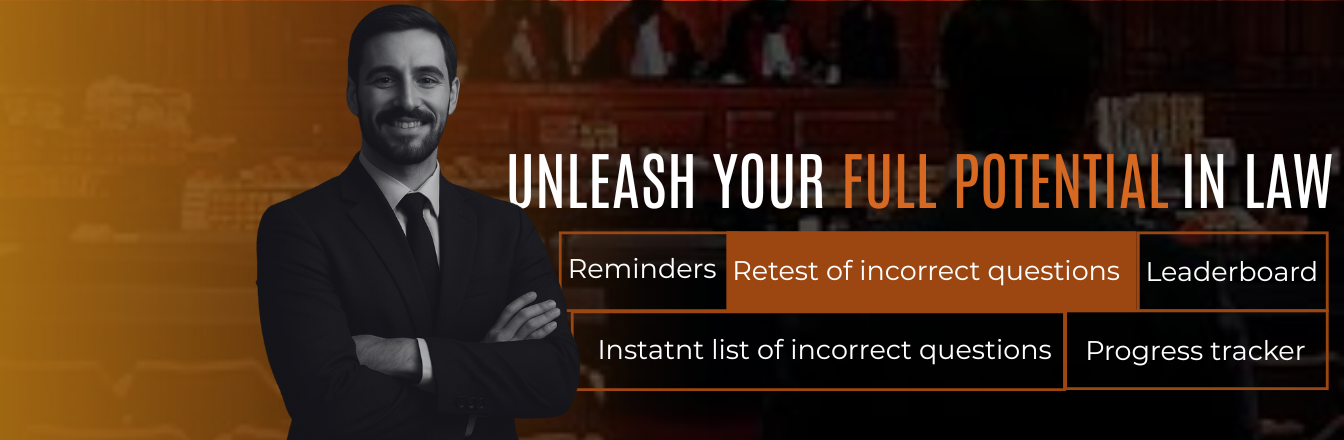 UNLEASH YOUR FULL POTENTIAL IN LAW
Reminders
Retest of incorrect questions
Leaderboard
Instatnt list of incorrect questions
Progress tracker